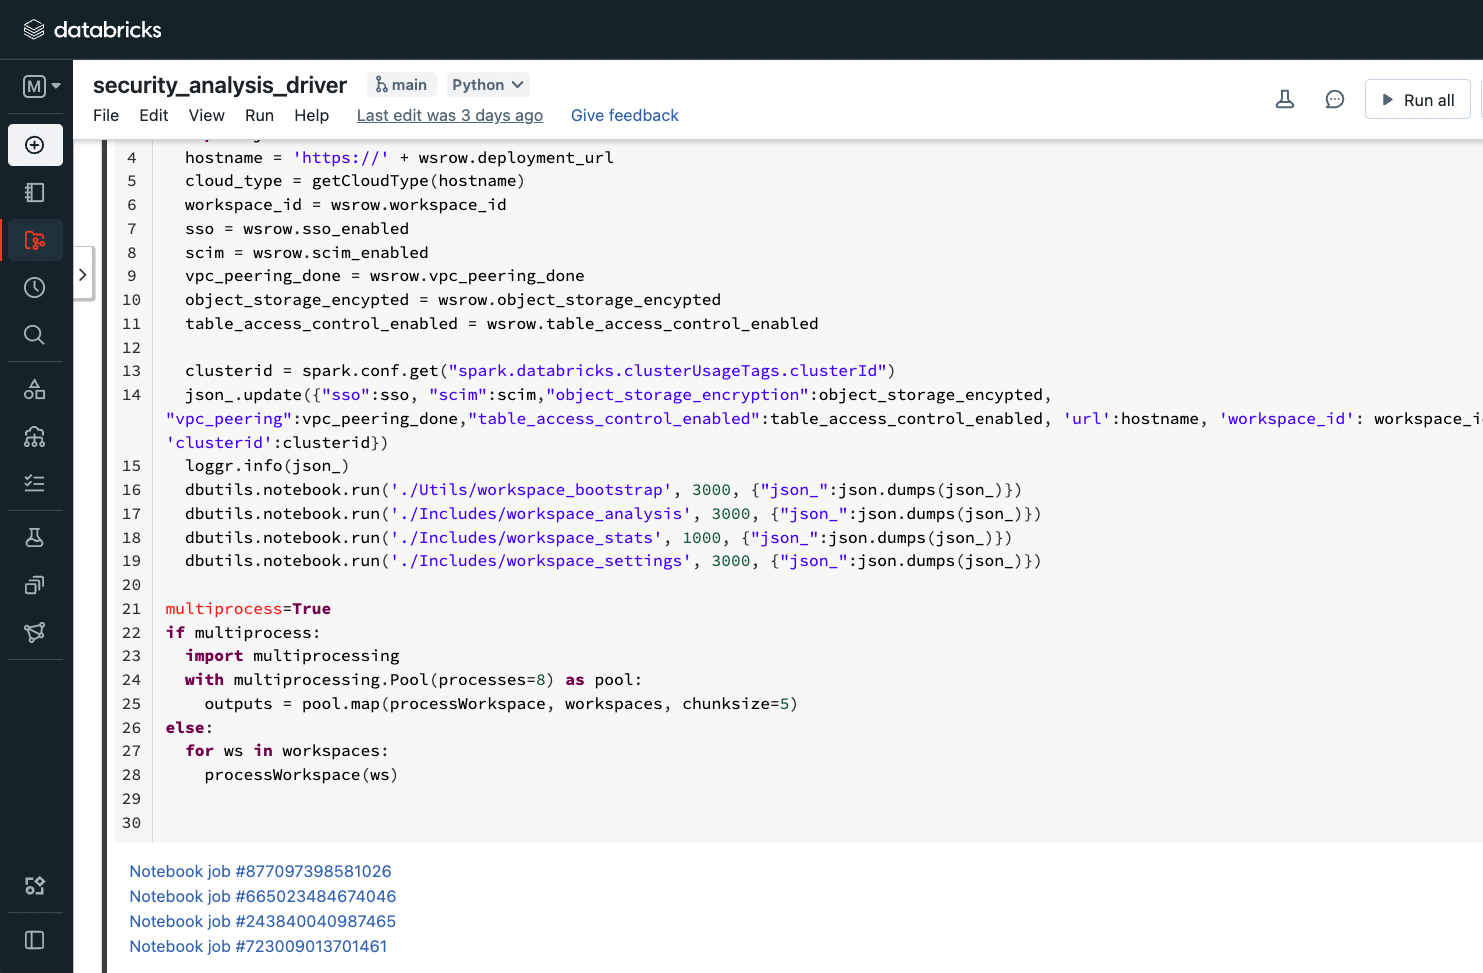 databricks
M
security_analysis_driver main Python
File Edit View Run Help Last edit was 3 days ago Give feedback
Run all
4 hostname = 'https://' + wsrow.deployment_url
5 cloud_type = getCloudType(hostname)
6 workspace_id = wsrow.workspace_id
7 sso = wsrow.sso_enabled
8 scim = wsrow.scim_enabled
9 vpc_peering_done = wsrow.vpc_peering_done
10 object_storage_encypted = wsrow.object_storage_encypted
11 table_access_control_enabled = wsrow.table_access_control_enabled
12
13 clusterid = spark.conf.get("spark.databricks.clusterUsageTags.clusterId")
14 json_.update({"sso":sso, "scim":scim,"object_storage_encryption":object_storage_encypted,
"vpc_peering":vpc_peering_done,"table_access_control_enabled":table_access_control_enabled, 'url':hostname, 'workspace_id': workspace_i
'clusterid':clusterid})
15 loggr.info(json_)
16 dbutils.notebook.run('./Utils/workspace_bootstrap', 3000, {"json_":json.dumps(json_)})
17 dbutils.notebook.run('./Includes/workspace_analysis', 3000, {"json_":json.dumps(json_)})
18 dbutils.notebook.run('./Includes/workspace_stats', 1000, {"json_":json.dumps(json_)})
19 dbutils.notebook.run('./Includes/workspace_settings', 3000, {"json_":json.dumps(json_)})
20
21 multiprocess=True
22 if multiprocess:
23 import multiprocessing
24 with multiprocessing.Pool(processes=8) as pool:
25 outputs = pool.map(processWorkspace, workspaces, chunksize=5)
26 else:
27 for ws in workspaces:
28 processWorkspace(ws)
29
30
Notebook job #877097398581026
Notebook job #665023484674046
Notebook job #243840040987465
Notebook job #723009013701461